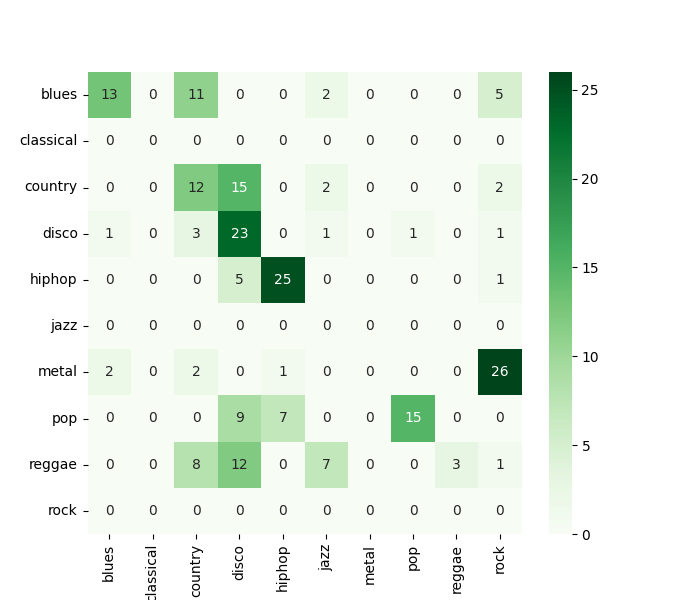 blues 13 0 11 0 0 2 0 0 0 5
classical 0 0 0 0 0 0 0 0 0 0
country 0 0 12 15 0 2 0 0 0 2
disco 1 0 3 23 0 1 0 1 0 1
hiphop 0 0 0 5 25 0 0 0 0 1
jazz 0 0 0 0 0 0 0 0 0 0
metal 2 0 2 0 1 0 0 0 0 26
pop 0 0 0 9 7 0 0 15 0 0
reggae 0 0 8 12 0 7 0 0 3 1
rock 0 0 0 0 0 0 0 0 0 0
blues classical country disco hiphop jazz metal pop reggae rock
25
20
15
10
5
0